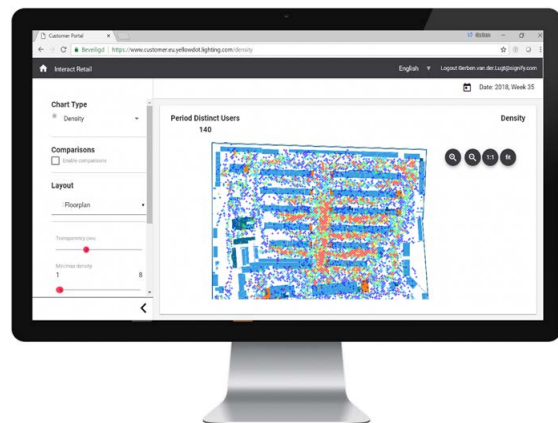 Customer Portal
Beveiligd | https://www.customer.eu.yellowdot.lighting.com/density
Interact Retail
English
Logout Gerben.van.der.Lugt@signify.com
Date: 2018, Week 35
Chart Type
Density
Comparisons
Enable comparisons
Layout
Floorplan
Transparency view
Min/max density
1 8
Period Distinct Users
140
Density
1:1
fit